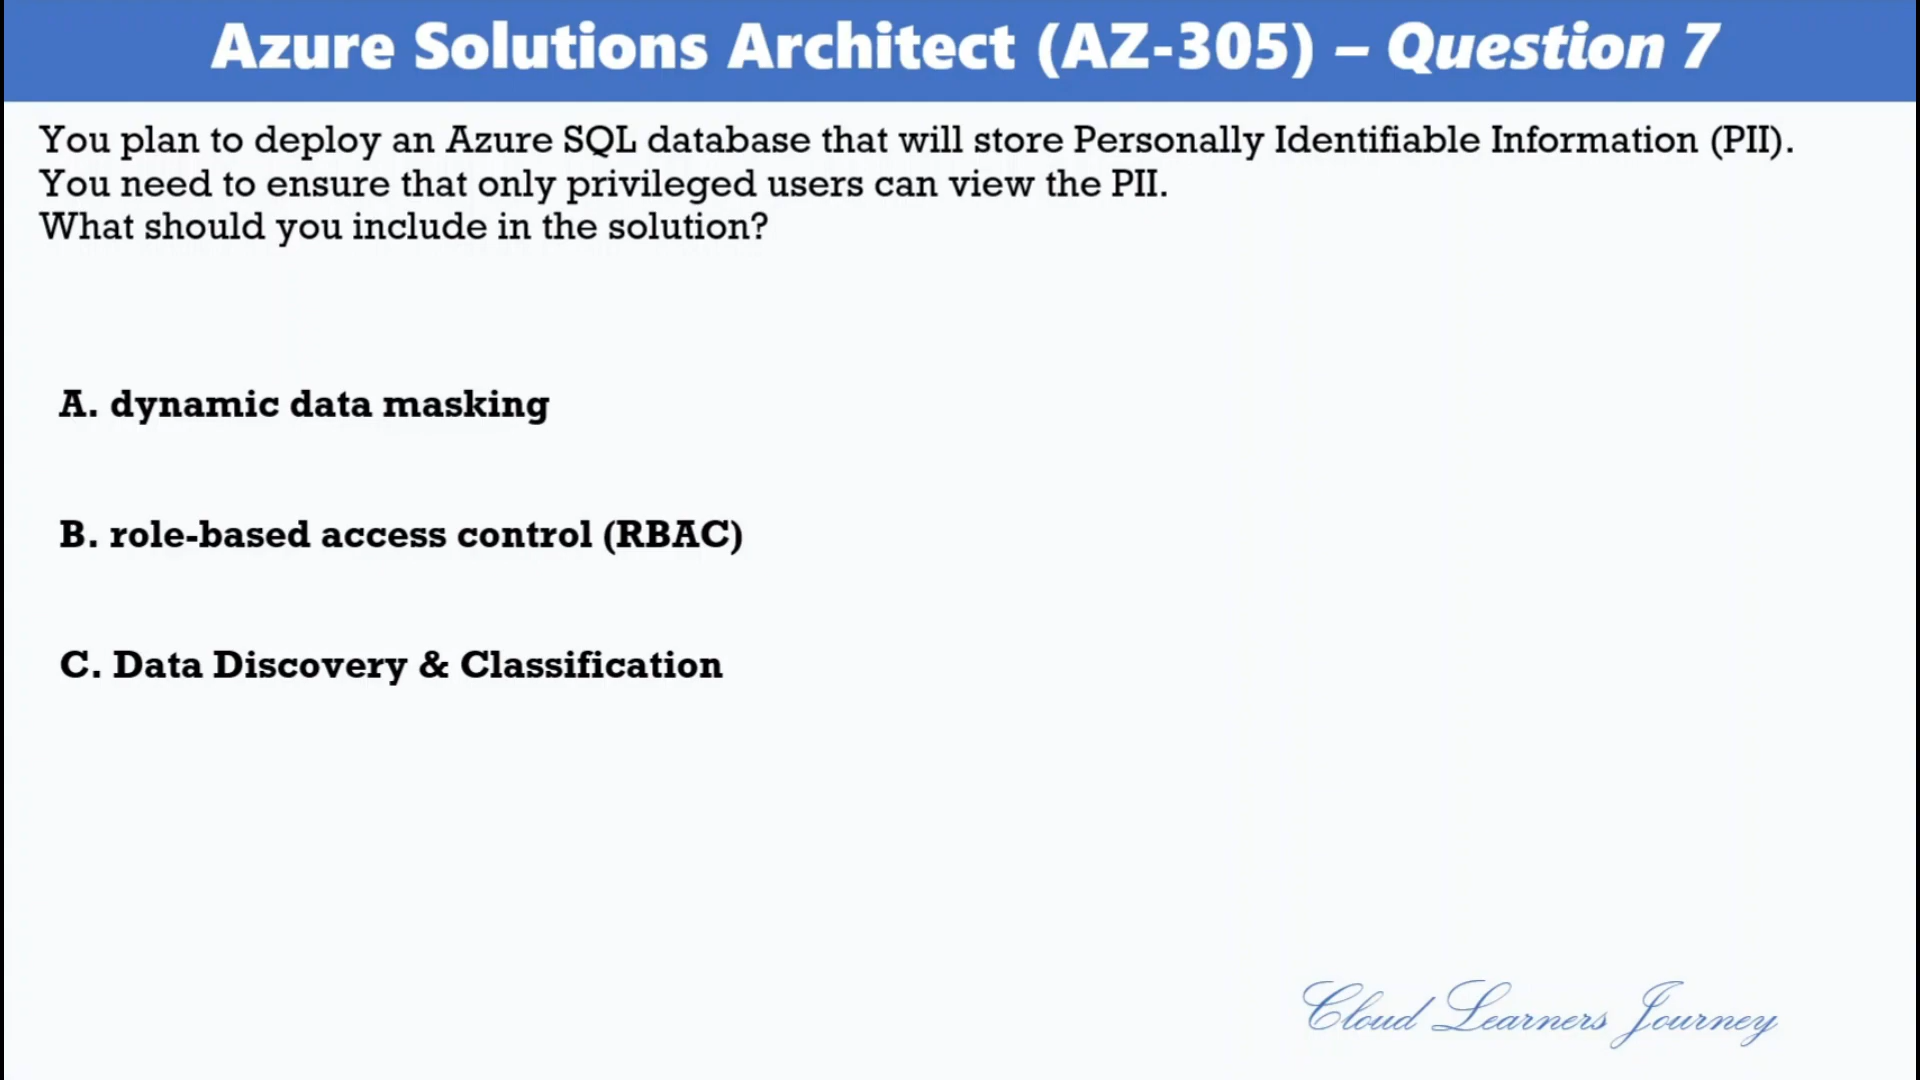 Azure Solutions Architect (AZ-305) – Question 7
You plan to deploy an Azure SQL database that will store Personally Identifiable Information (PII).
You need to ensure that only privileged users can view the PII.
What should you include in the solution?
A. dynamic data masking
B. role-based access control (RBAC)
C. Data Discovery & Classification
Cloud Learners Journey